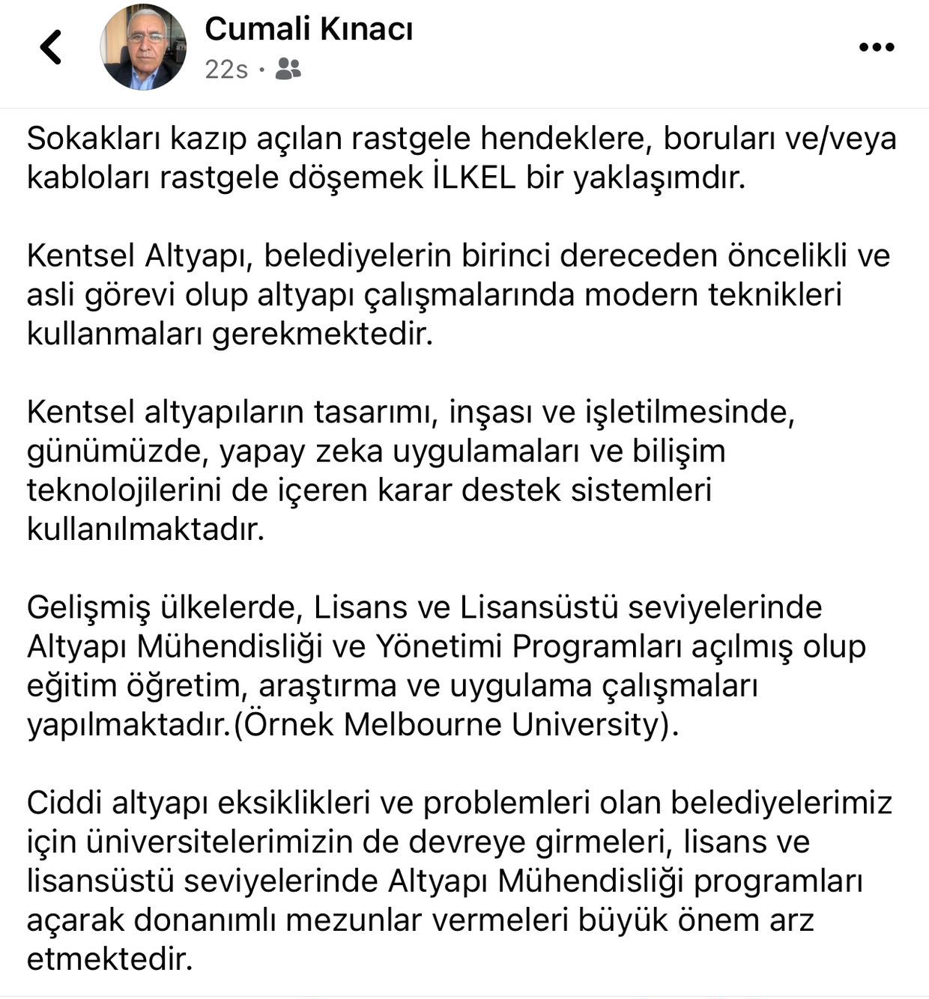 Cumali Kınacı
22s ·
Sokakları kazıp açılan rastgele hendeklere, boruları ve/veya
kabloları rastgele döşemek İLKEL bir yaklaşımdır.
Kentsel Altyapı, belediyelerin birinci dereceden öncelikli ve
asli görevi olup altyapı çalışmalarında modern teknikleri
kullanmaları gerekmektedir.
Kentsel altyapıların tasarımı, inşası ve işletilmesinde,
günümüzde, yapay zeka uygulamaları ve bilişim
teknolojilerini de içeren karar destek sistemleri
kullanılmaktadır.
Gelişmiş ülkelerde, Lisans ve Lisansüstü seviyelerinde
Altyapı Mühendisliği ve Yönetimi Programları açılmış olup
eğitim öğretim, araştırma ve uygulama çalışmaları
yapılmaktadır.(Örnek Melbourne University).
Ciddi altyapı eksiklikleri ve problemleri olan belediyelerimiz
için üniversitelerimizin de devreye girmeleri, lisans ve
lisansüstü seviyelerinde Altyapı Mühendisliği programları
açarak donanımlı mezunlar vermeleri büyük önem arz
etmektedir.